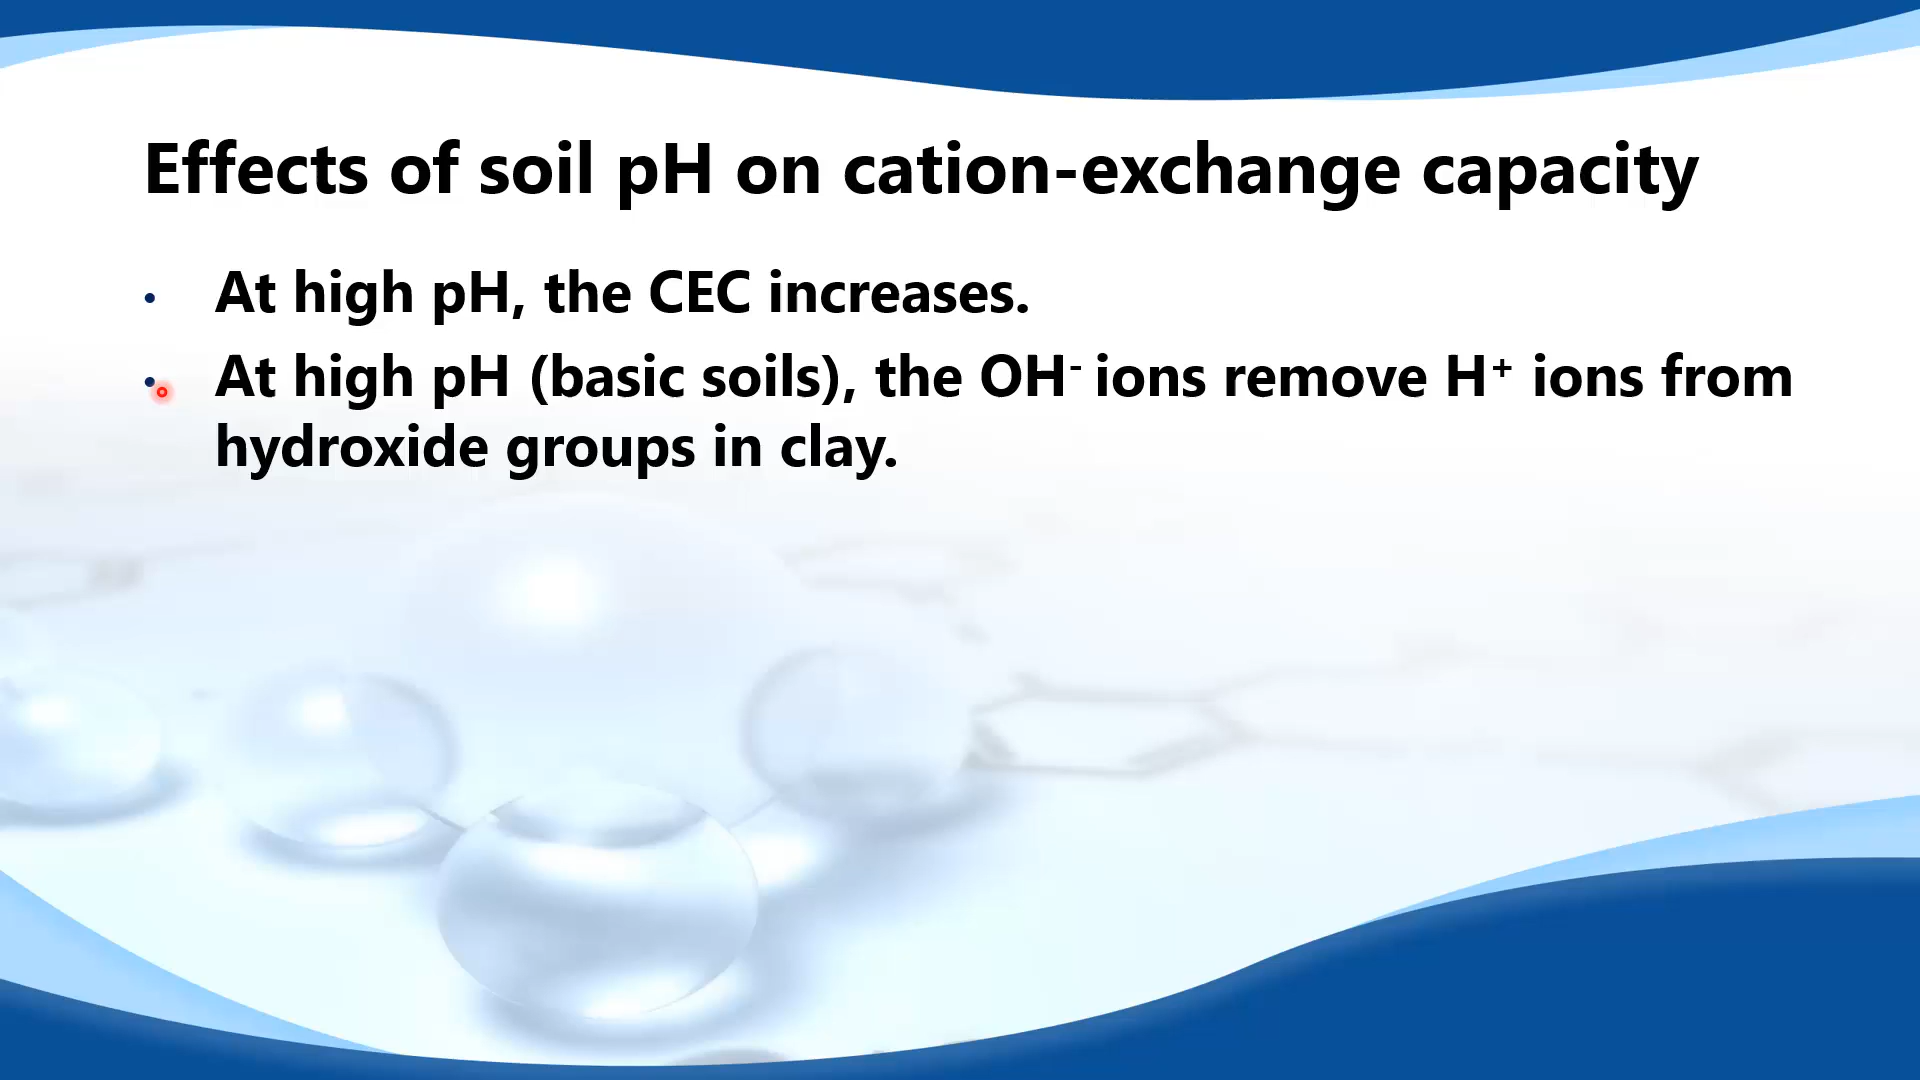 Effects of soil pH on cation-exchange capacity
• At high pH, the CEC increases.
• At high pH (basic soils), the OH⁻ ions remove H⁺ ions from
hydroxide groups in clay.